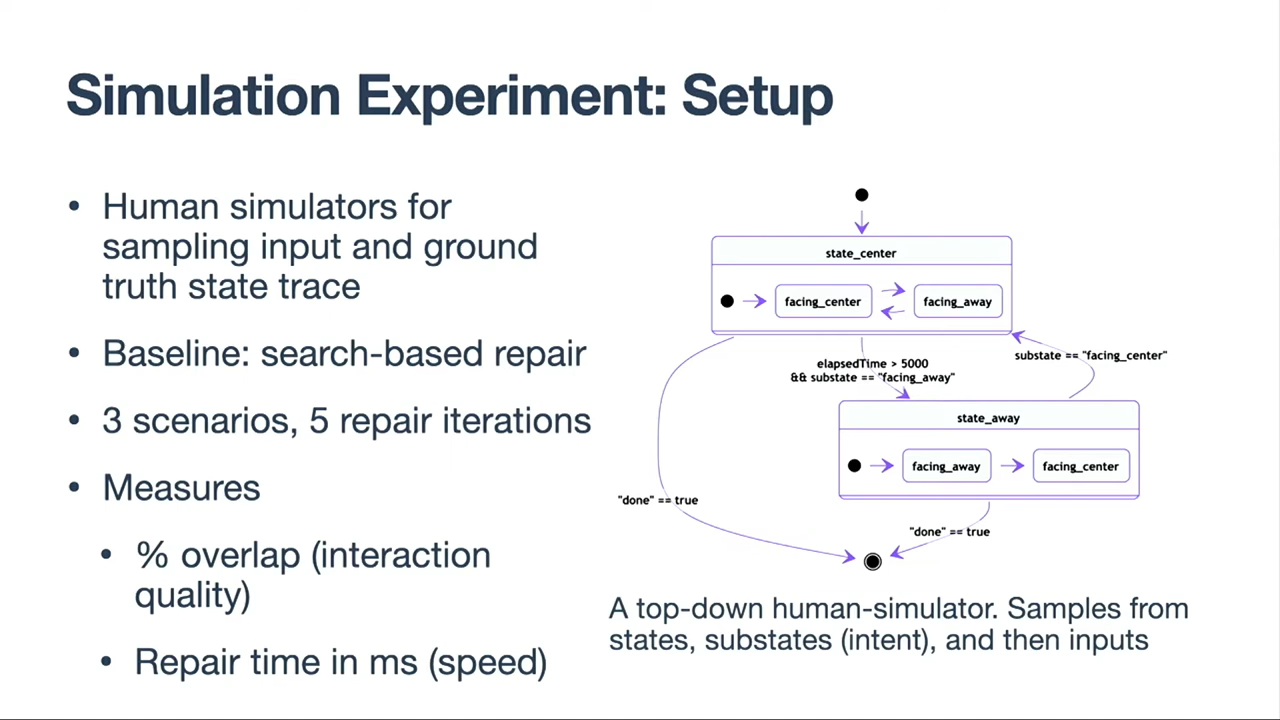 Simulation Experiment: Setup
• Human simulators for
sampling input and ground
truth state trace
• Baseline: search-based repair
• 3 scenarios, 5 repair iterations
• Measures
• % overlap (interaction
quality)
• Repair time in ms (speed)
state_center
facing_center
facing_away
elapsedTime > 5000
&& substate == "facing_away"
substate == "facing_center"
state_away
facing_away
facing_center
"done" == true
"done" == true
A top-down human-simulator. Samples from
states, substates (intent), and then inputs